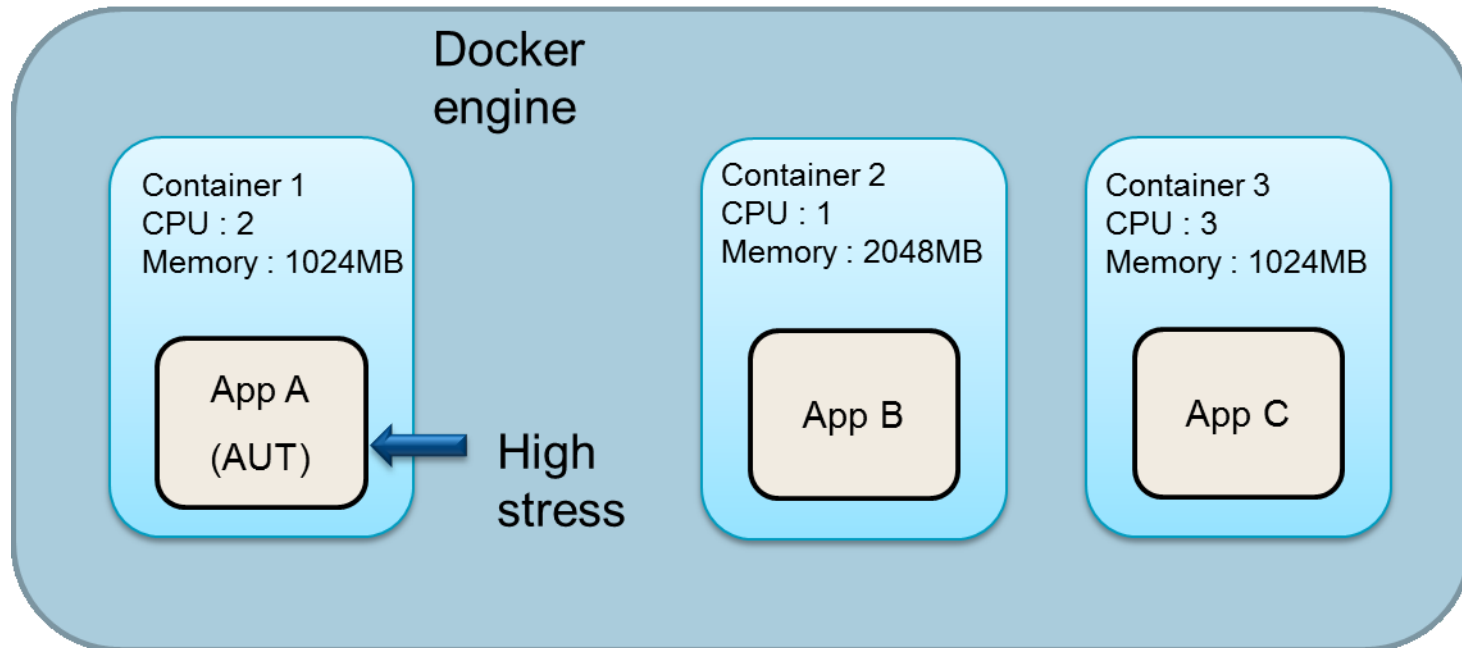 Docker
engine
Container 1
CPU : 2
Memory : 1024MB
App A
(AUT)
High
stress
Container 2
CPU : 1
Memory : 2048MB
App B
Container 3
CPU : 3
Memory : 1024MB
App C